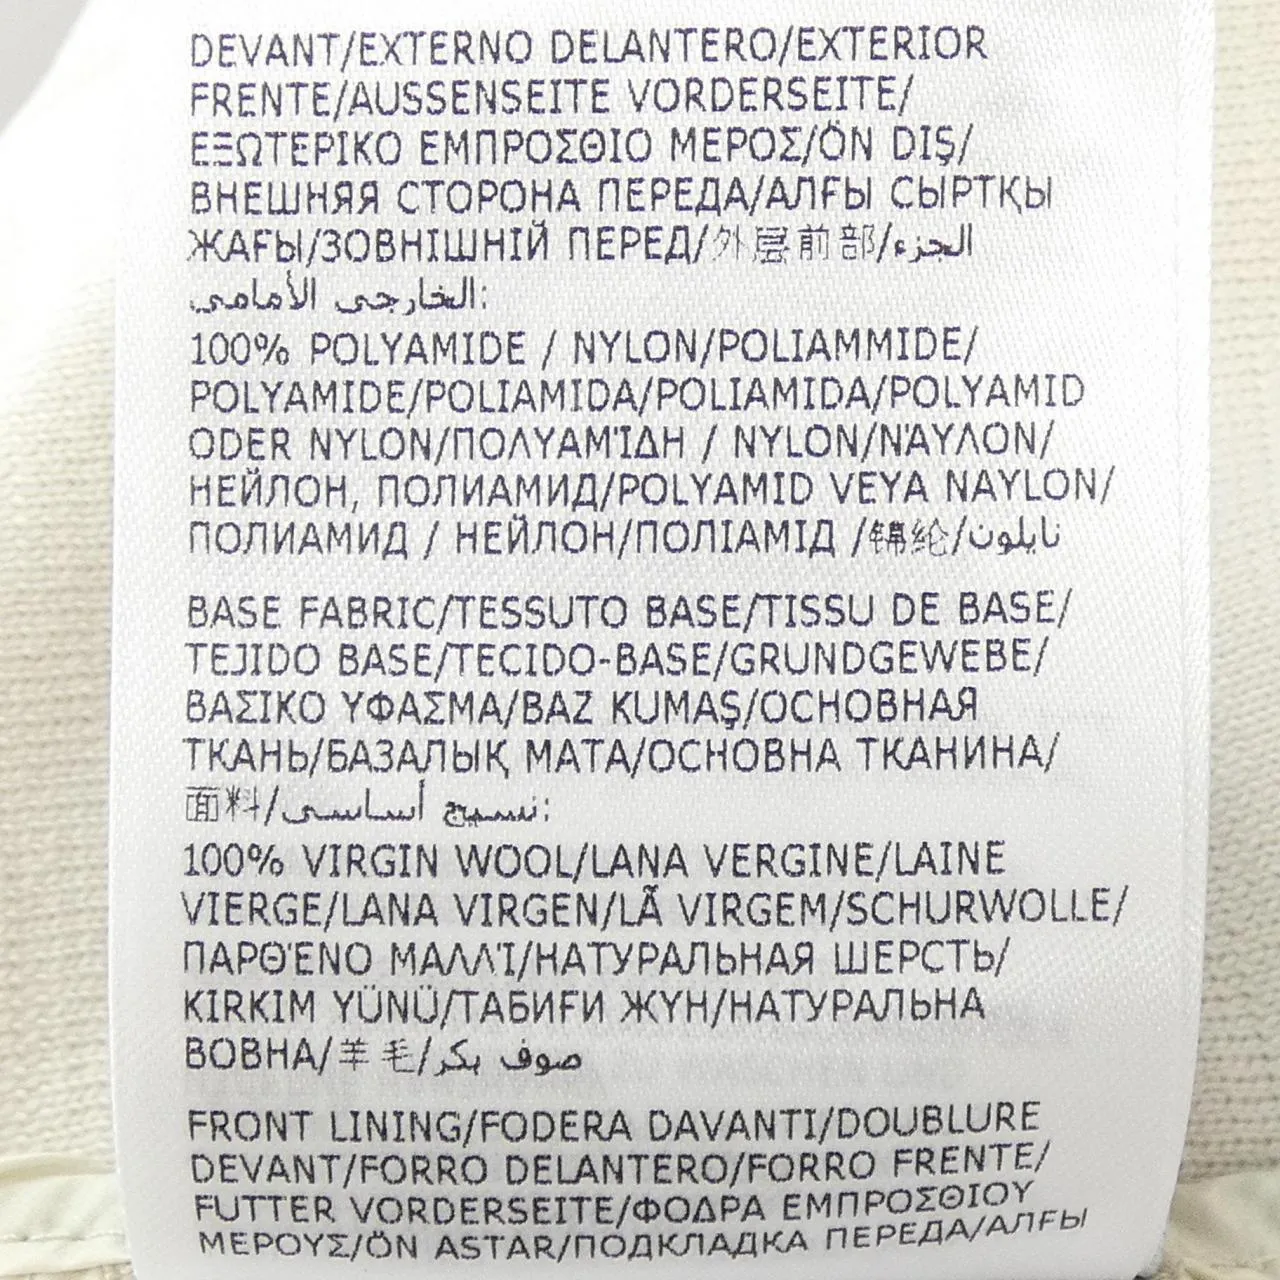 DEVANT/EXTERNO DELANTERO/EXTERIOR
FRENTE/AUSSENSEITE VORDERSEITE/
ΕΞΩΤΕΡΙΚΟ ΕΜΠΡΟΣΘΙΟ ΜΕΡΟΣ/ÖN DIŞ/
ВНЕШНЯЯ СТОРОНА ПЕРЕДА/АЛҒЫ СЫРТҚЫ
ЖАҒЫ/ЗОВНІШНІЙ ПЕРЕД/外层前部/الجزء
الخارجي الأمامي:
100% POLYAMIDE / NYLON/POLIAMMIDE/
POLYAMIDE/POLIAMIDA/POLIAMIDA/POLYAMID
ODER NYLON/ΠΟΛΥΑΜΊΔΗ / NYLON/ΝΆΥΛΟΝ/
НЕЙЛОН, ПОЛИАМИД/POLYAMID VEYA NAYLON/
ПОЛИАМИД / НЕЙЛОН/ПОЛІАМІД /锦纶/نايلون
BASE FABRIC/TESSUTO BASE/TISSU DE BASE/
TEJIDO BASE/TECIDO-BASE/GRUNDGEWEBE/
ΒΑΣΙΚΟ ΥΦΑΣΜΑ/BAZ KUMAŞ/ОСНОВНАЯ
ТКАНЬ/БАЗАЛЫҚ МАТА/ОСНОВНА ТКАНИНА/
面料/نسيج أساسي:
100% VIRGIN WOOL/LANA VERGINE/LAINE
VIERGE/LANA VIRGEN/LÃ VIRGEM/SCHURWOLLE/
ΠΑΡΘΈΝΟ ΜΑΛΛΊ/НАТУРАЛЬНАЯ ШЕРСТЬ/
KIRKIM YÜNÜ/ТАБИҒИ ЖҮН/НАТУРАЛЬНА
ВОВНА/羊毛/صوف بكر
FRONT LINING/FODERA DAVANTI/DOUBLURE
DEVANT/FORRO DELANTERO/FORRO FRENTE/
FUTTER VORDERSEITE/ΦΟΔΡΑ ΕΜΠΡΟΣΘΙΟΥ
ΜΕΡΟΥΣ/ÖN ASTAR/ПОДКЛАДКА ПЕРЕДА/АЛҒЫ